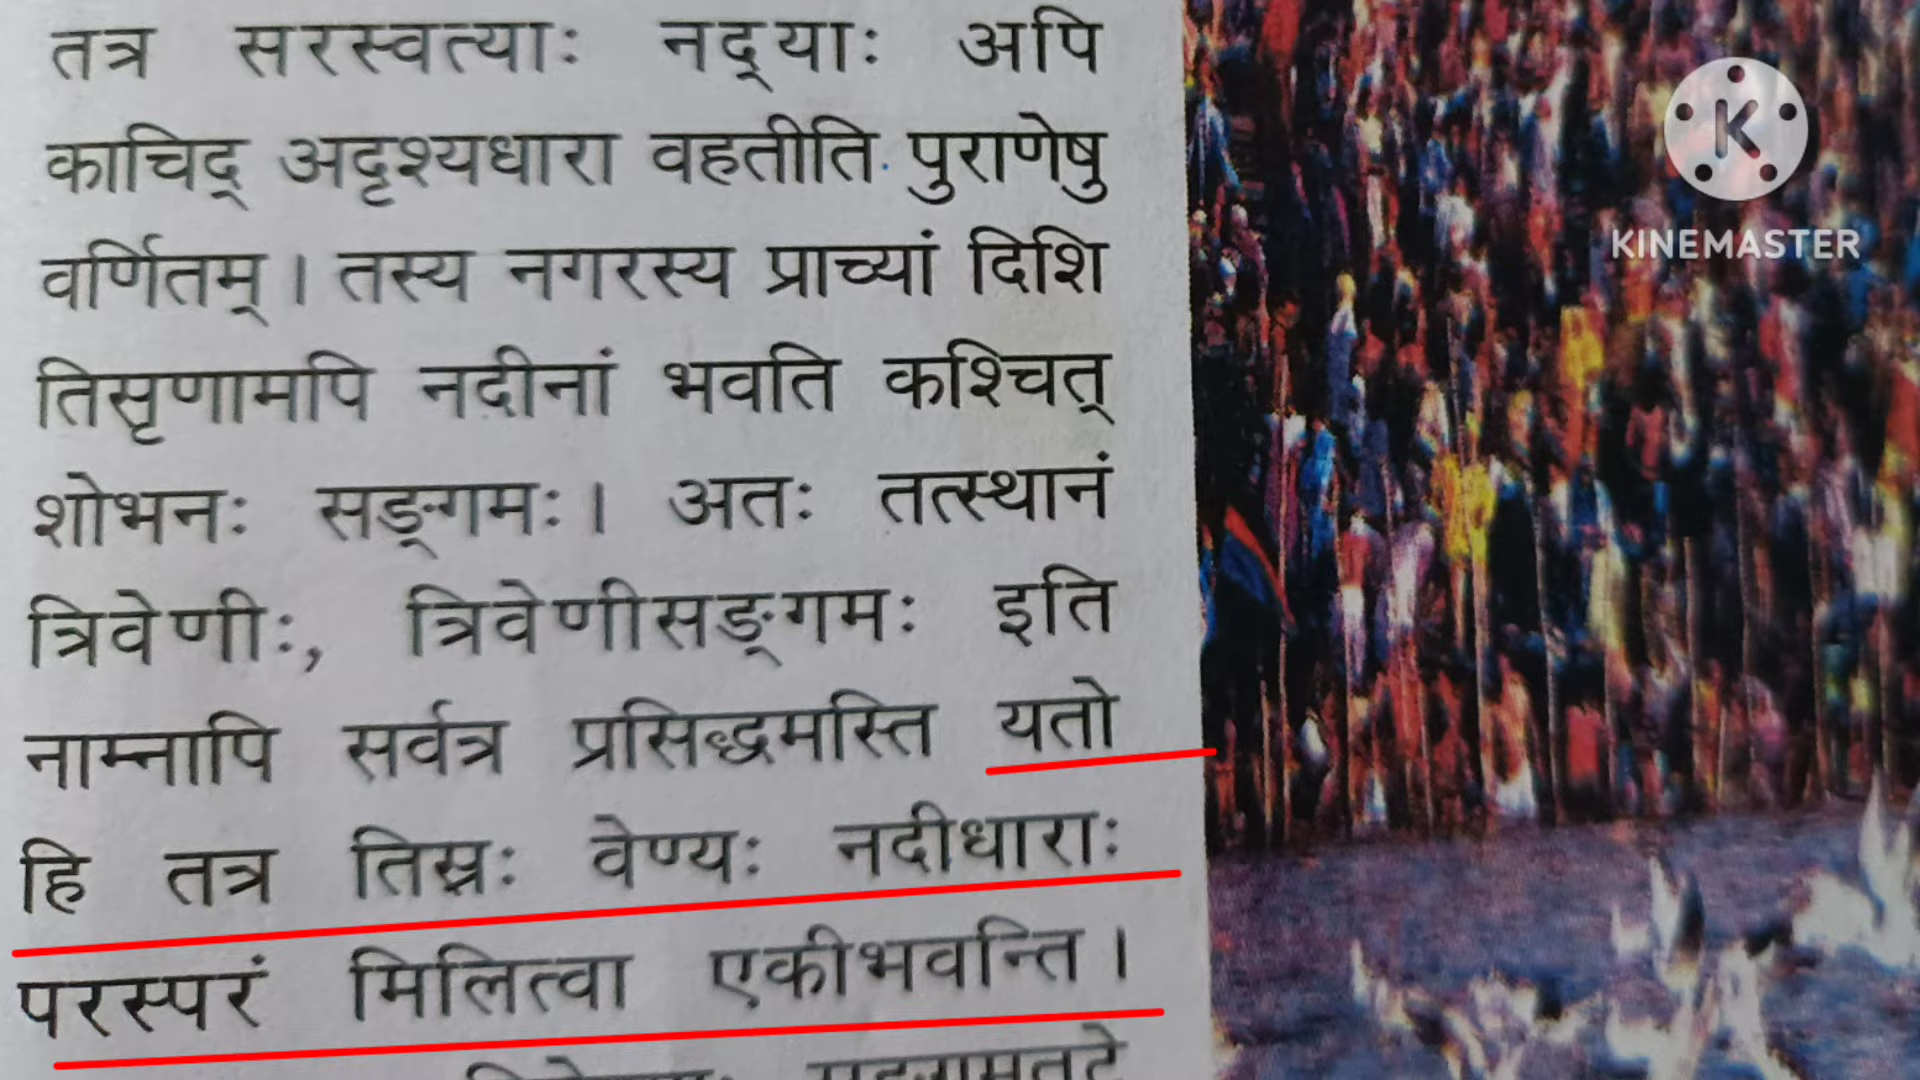 तत्र सरस्वत्याः नद्याः अपि
काचिद् अदृश्यधारा वहतीति पुराणेषु
वर्णितम् । तस्य नगरस्य प्राच्यां दिशि
तिसृणामपि नदीनां भवति कश्चित्
शोभनः सङ्गमः । अतः तत्स्थानं
त्रिवेणीः, त्रिवेणीसङ्गमः इति
नाम्नापि सर्वत्र प्रसिद्धमस्ति यतो
हि तत्र तिस्रः वेण्यः नदीधाराः
परस्परं मिलित्वा एकीभवन्ति ।
K
KINEMASTER